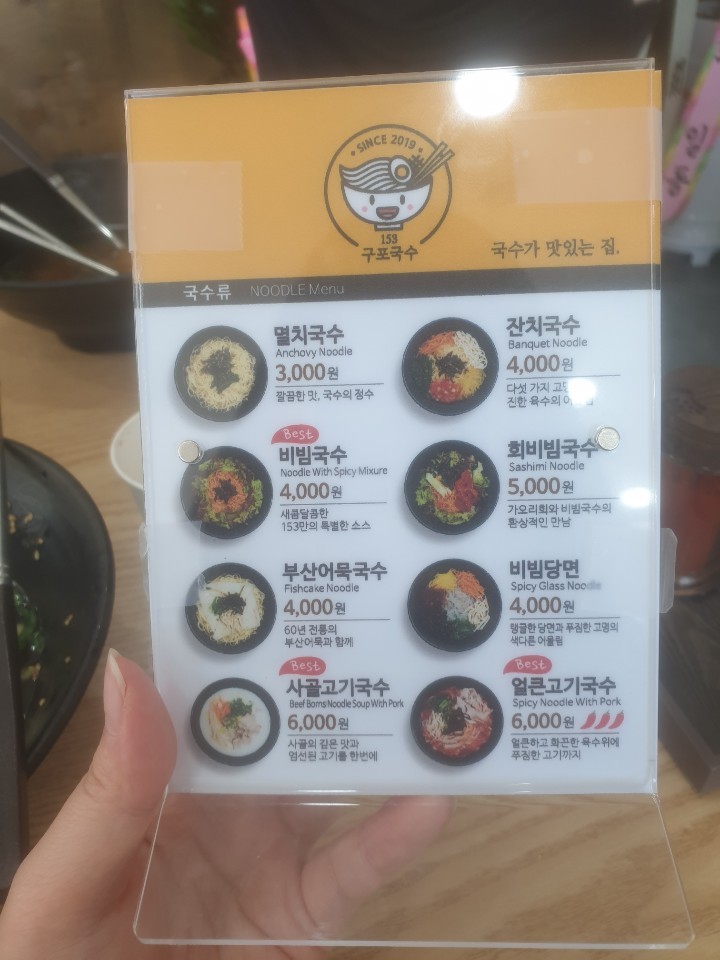 SINCE 2019
153
구포국수
국수가 맛있는 집.
국수류 NOODLE Menu
멸치국수
Anchovy Noodle
3,000원
깔끔한 맛, 국수의 정수
잔치국수
Banquet Noodle
4,000원
다섯 가지 고명
진한 육수의
Best
비빔국수
Noodle With Spicy Mixure
4,000원
새콤달콤한
153만의 특별한 소스
회비빔국수
Sashimi Noodle
5,000원
가오리회와 비빔국수의
환상적인 만남
부산어묵국수
Fishcake Noodle
4,000원
60년 전통의
부산어묵과 함께
비빔당면
Spicy Glass Noodle
4,000원
탱글한 당면과 푸짐한 고명의
색다른 어울림
Best
사골고기국수
Beef Borns Noodle Soup With Pork
6,000원
사골의 깊은 맛과
엄선된 고기를 한번에
Best
얼큰고기국수
Spicy Noodle With Pork
6,000원
얼큰하고 화끈한 육수위에
푸짐한 고기까지